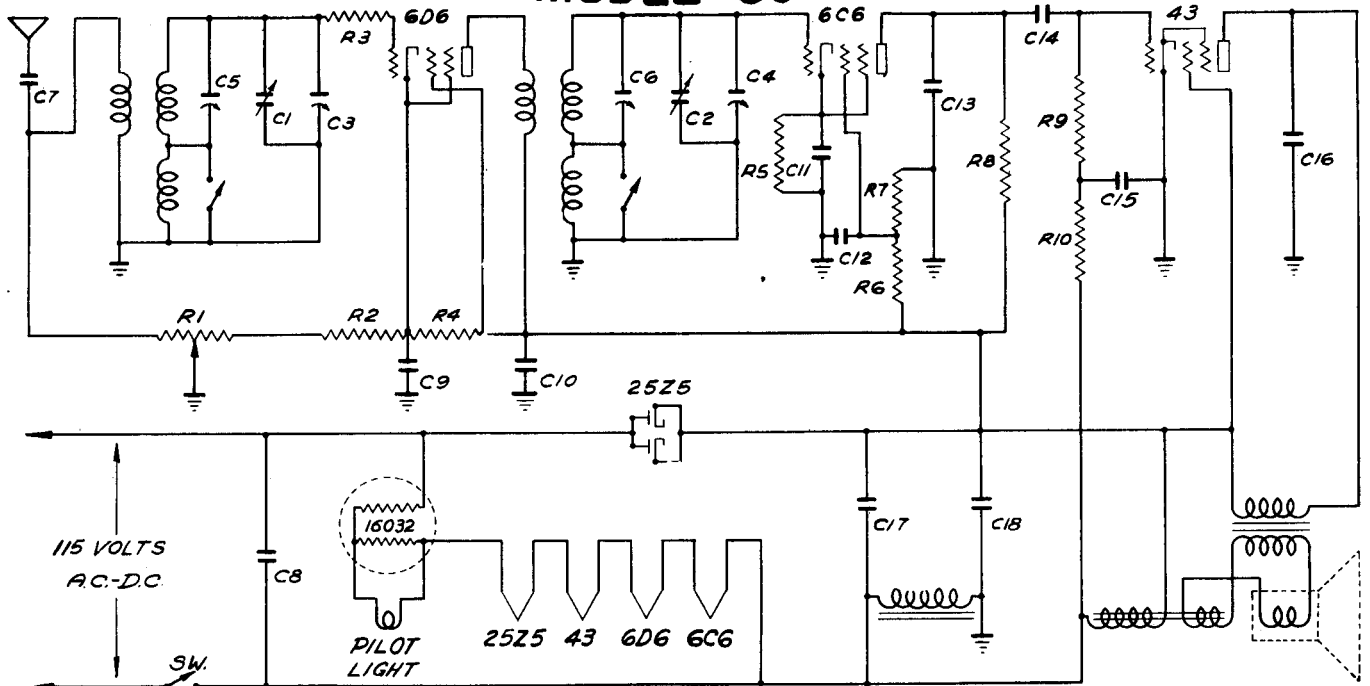 6D6
6C6
43
R3
C14
C7
C5
C1
C3
C6
C2
C4
C13
R9
C16
R5
C11
R7
R8
C15
C12
R10
R6
R1
R2
R4
C9
C10
25Z5
16032
C17
C18
115 VOLTS
A.C.-D.C.
C8
PILOT
LIGHT
25Z5 43 6D6 6C6
SW.